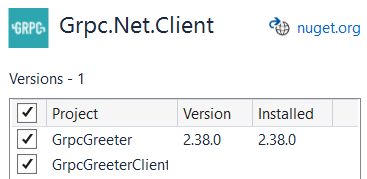 GRPC
Grpc.Net.Client
nuget.org
Versions - 1
Project Version Installed
GrpcGreeter 2.38.0 2.38.0
GrpcGreeterClient